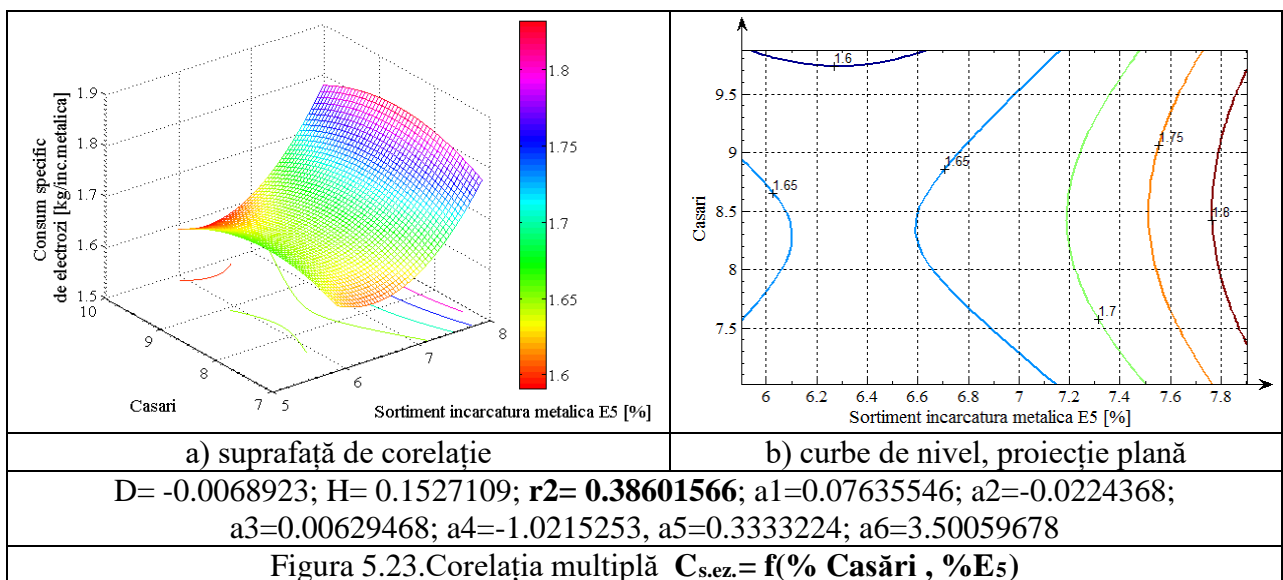 1.9
1.8
1.7
1.6
1.5
Consum specific
de electrozi [kg/inc.metalica]
10
9
8
7
Casari
5
6
7
8
Sortiment incarcatura metalica E5 [%]
1.8
1.75
1.7
1.65
1.6
9.5
9
8.5
8
7.5
Casari
1.6
1.65
1.65
1.7
1.75
1.8
6 6.2 6.4 6.6 6.8 7 7.2 7.4 7.6 7.8
Sortiment incarcatura metalica E5 [%]
a) suprafață de corelație
b) curbe de nivel, proiecție plană
D= -0.0068923; H= 0.1527109; r2= 0.38601566; a1=0.07635546; a2=-0.0224368;
a3=0.00629468; a4=-1.0215253, a5=0.3333224; a6=3.50059678
Figura 5.23.Corelația multiplă Cs.ez.= f(% Casări , %E5)